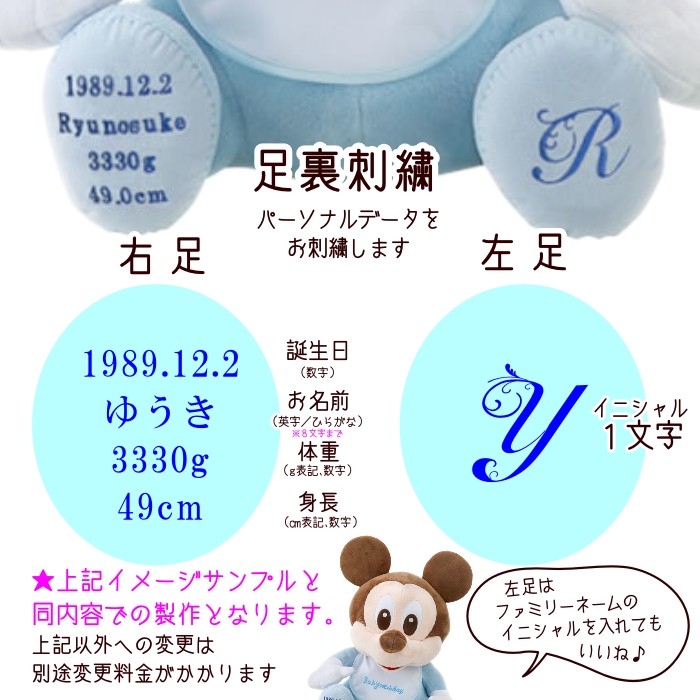 1989.12.2
Ryunosuke
3330g
49.0cm
R
足裏刺繍
パーソナルデータを
お刺繍します
右足
左足
1989.12.2
ゆうき
3330g
49cm
誕生日
(数字)
お名前
(英字/ひらがな)
※8文字まで
体重
(g表記、数字)
身長
(cm表記、数字)
y
イニシャル
1文字
★上記イメージサンプルと
同内容での製作となります。
上記以外への変更は
別途変更料金がかかります
左足は
ファミリーネームの
イニシャルを入れても
いいね♪